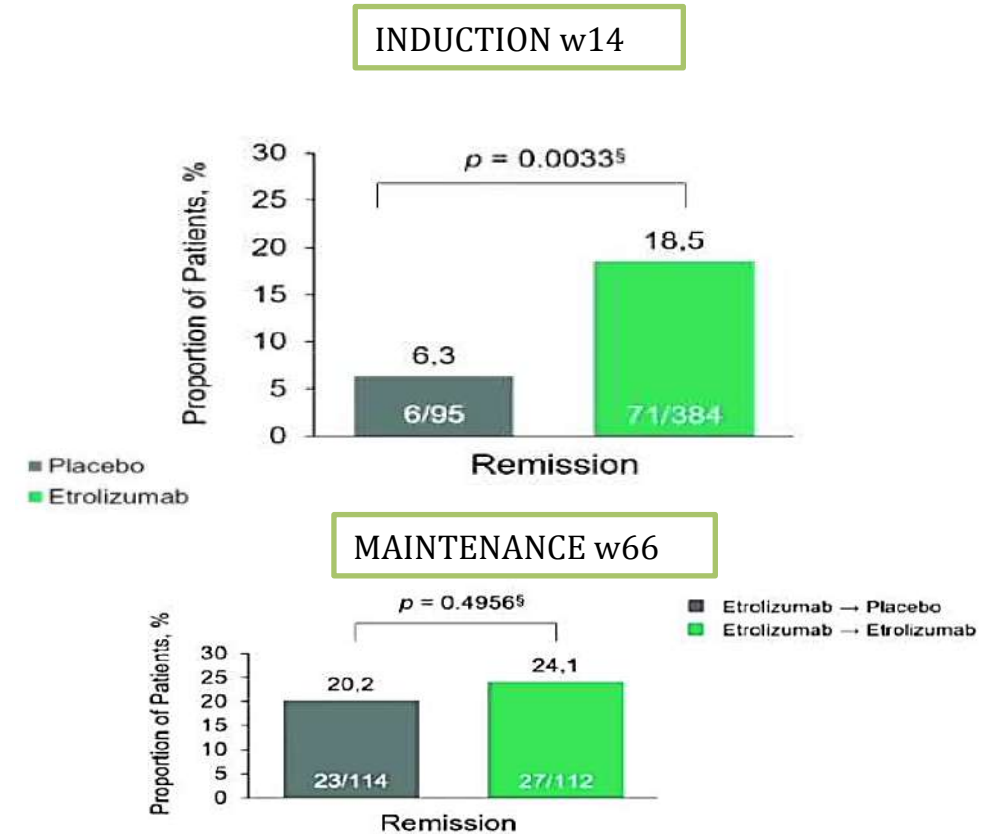 INDUCTION w14
Proportion of Patients, %
30
25
20
15
10
5
0
p = 0.0033§
6,3
18,5
6/95
71/384
Remission
Placebo
Etrolizumab
MAINTENANCE w66
Proportion of Patients, %
30
25
20
15
10
5
0
p = 0.4956§
20,2
24,1
23/114
27/112
Remission
Etrolizumab → Placebo
Etrolizumab → Etrolizumab